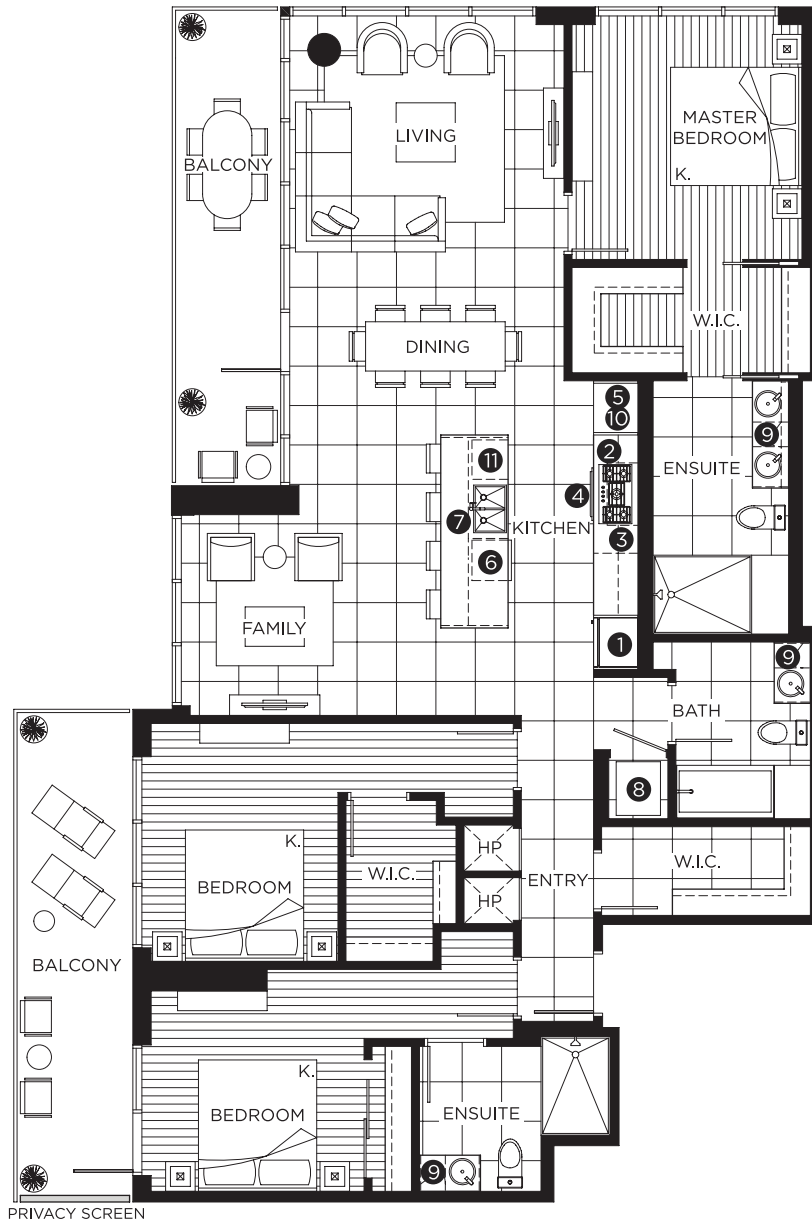 MASTER
BEDROOM
K.
LIVING
BALCONY
W.I.C.
DINING
5
10
9
11
2
ENSUITE
4
7
KITCHEN
3
6
FAMILY
1
9
BATH
8
K.
HP
W.I.C.
W.I.C.
BEDROOM
ENTRY
HP
BALCONY
K.
BEDROOM
ENSUITE
9
PRIVACY SCREEN